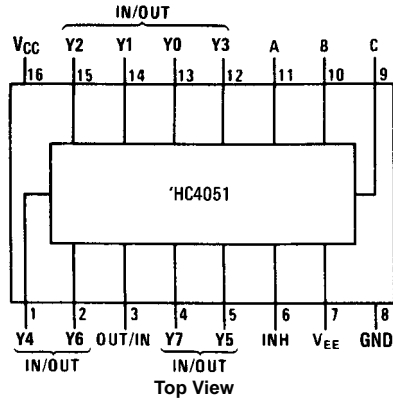 IN/OUT
VCC Y2 Y1 Y0 Y3 A B C
16 15 14 13 12 11 10 9
'HC4051
1 2 3 4 5 6 7 8
Y4 Y6 OUT/IN Y7 Y5 INH VEE GND
IN/OUT IN/OUT
Top View